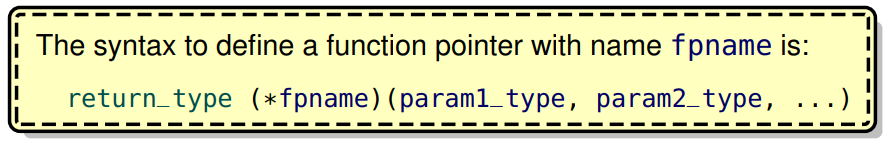 The syntax to define a function pointer with name fpname is:
return_type (*fpname)(param1_type, param2_type, ...)